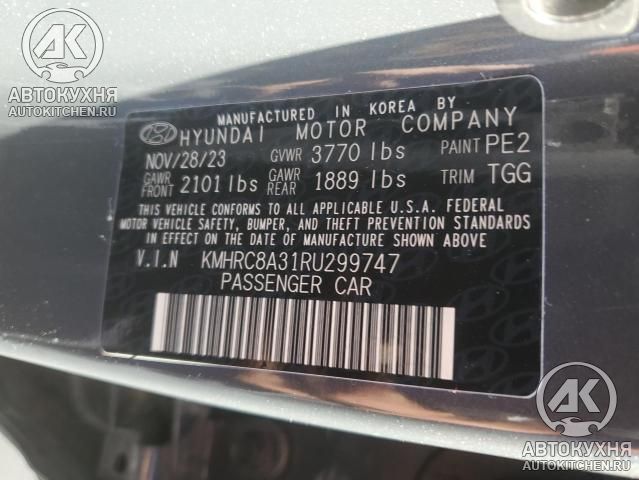 АК
АВТОКУХНЯ
AUTOKITCHEN.RU
MANUFACTURED IN KOREA BY
HYUNDAI MOTOR COMPANY
NOV/28/23 GVWR 3770 lbs PAINT PE2
GAWR FRONT 2101 lbs GAWR REAR 1889 lbs TRIM TGG
THIS VEHICLE CONFORMS TO ALL APPLICABLE U.S.A. FEDERAL
MOTOR VEHICLE SAFETY, BUMPER, AND THEFT PREVENTION STANDARDS
IN EFFECT ON THE DATE OF MANUFACTURE SHOWN ABOVE.
V.I.N KMHRC8A31RU299747
PASSENGER CAR
АК
АВТОКУХНЯ
AUTOKITCHEN.RU